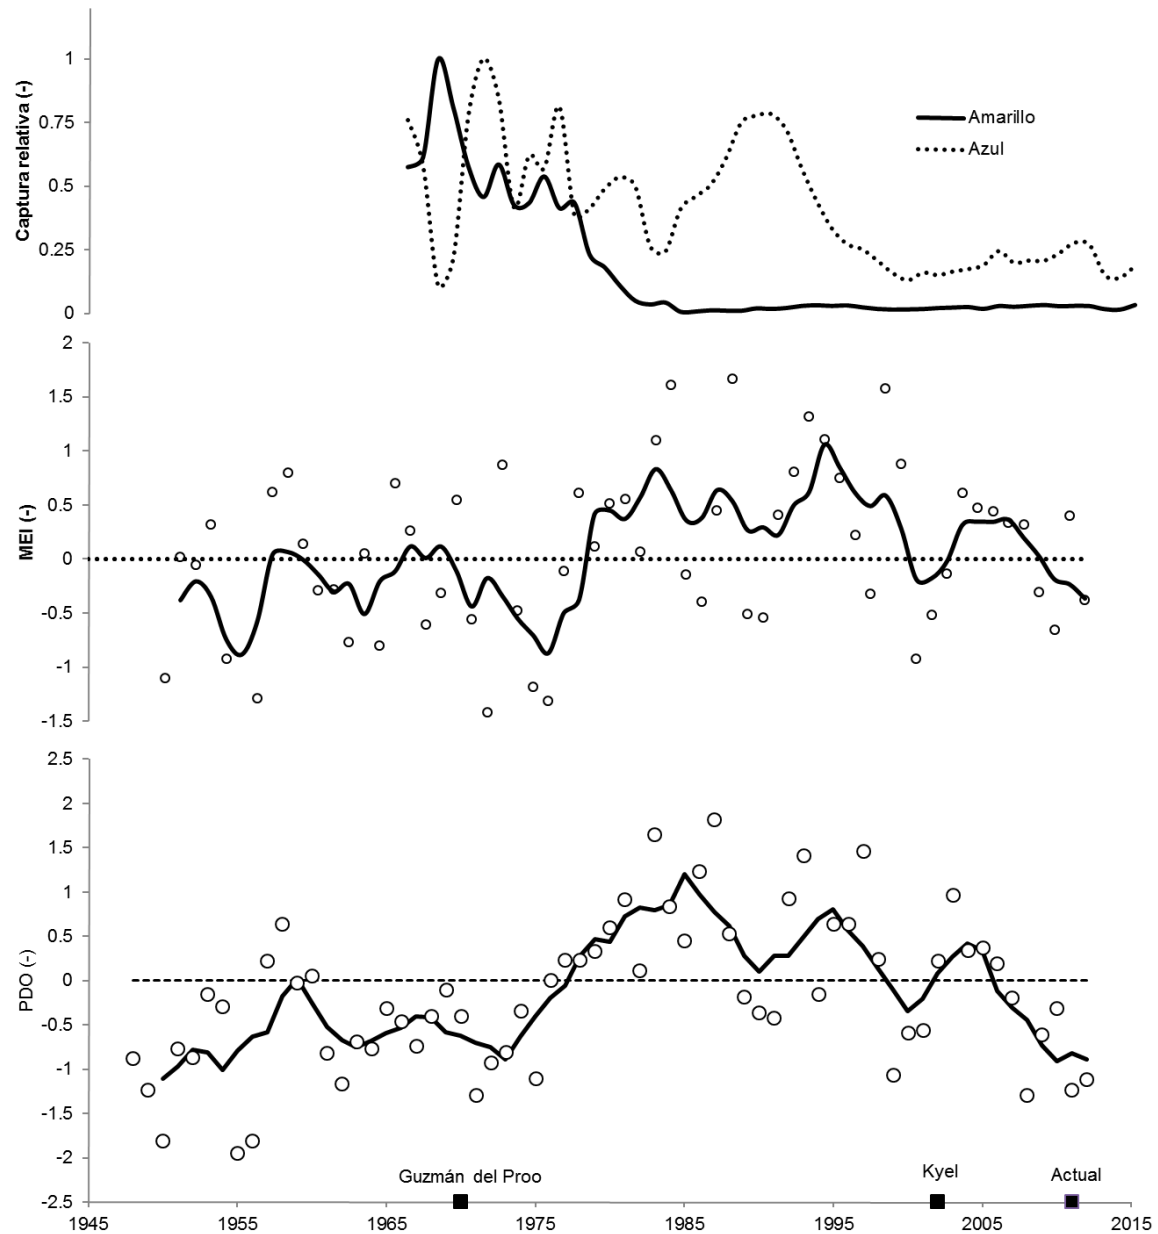 1
0.75
0.5
0.25
0
Captura relativa (-)
Amarillo
Azul
2
1.5
1
0.5
0
-0.5
-1
-1.5
MEI (-)
2.5
2
1.5
1
0.5
0
-0.5
-1
-1.5
-2
-2.5
PDO (-)
Guzmán del Proo
Kyel
Actual
1945 1955 1965 1975 1985 1995 2005 2015